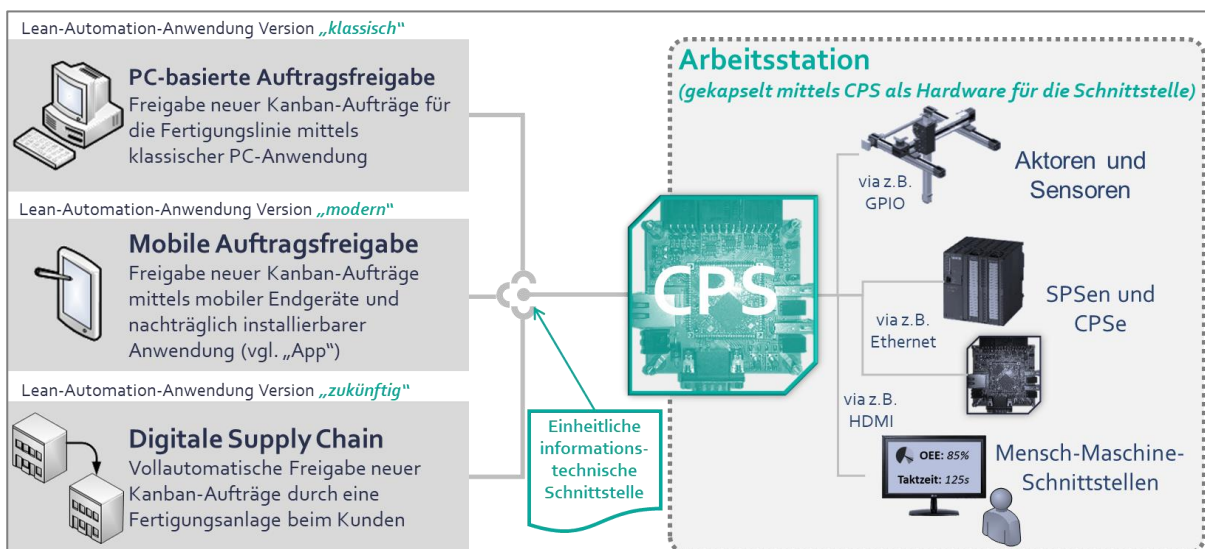 Lean-Automation-Anwendung Version „klassisch“
PC-basierte Auftragsfreigabe
Freigabe neuer Kanban-Aufträge für
die Fertigungslinie mittels
klassischer PC-Anwendung
Lean-Automation-Anwendung Version „modern“
Mobile Auftragsfreigabe
Freigabe neuer Kanban-Aufträge
mittels mobiler Endgeräte und
nachträglich installierbarer
Anwendung (vgl. „App“)
Lean-Automation-Anwendung Version „zukünftig“
Digitale Supply Chain
Vollautomatische Freigabe neuer
Kanban-Aufträge durch eine
Fertigungsanlage beim Kunden
Einheitliche
informations-
technische
Schnittstelle
CPS
Arbeitsstation
(gekapselt mittels CPS als Hardware für die Schnittstelle)
via z.B.
GPIO
Aktoren und
Sensoren
via z.B.
Ethernet
SPSen und
CPSe
via z.B.
HDMI
OEE: 85%
Taktzeit: 125s
Mensch-Maschine-
Schnittstellen